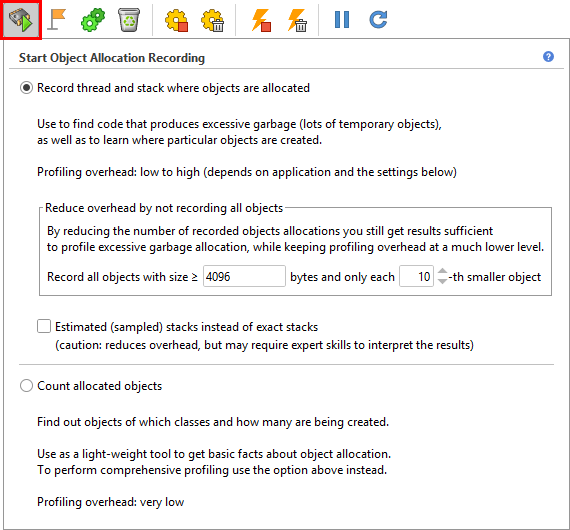 Start Object Allocation Recording
?
Record thread and stack where objects are allocated
Use to find code that produces excessive garbage (lots of temporary objects),
as well as to learn where particular objects are created.
Profiling overhead: low to high (depends on application and the settings below)
Reduce overhead by not recording all objects
By reducing the number of recorded objects allocations you still get results sufficient
to profile excessive garbage allocation, while keeping profiling overhead at a much lower level.
Record all objects with size ≥ 4096 bytes and only each 10 -th smaller object
Estimated (sampled) stacks instead of exact stacks
(caution: reduces overhead, but may require expert skills to interpret the results)
Count allocated objects
Find out objects of which classes and how many are being created.
Use as a light-weight tool to get basic facts about object allocation.
To perform comprehensive profiling use the option above instead.
Profiling overhead: very low